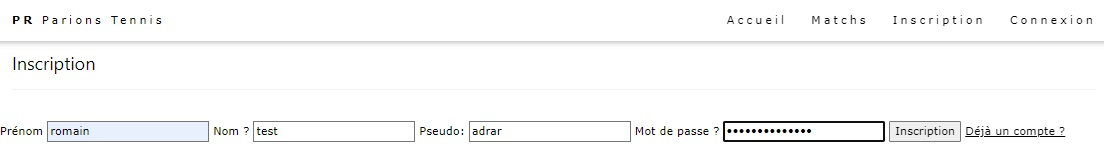 PR Parions Tennis Accueil Matchs Inscription Connexion
Inscription
Prénom romain Nom ? test Pseudo: adrar Mot de passe ? •••••••••••••• Inscription Déjà un compte ?